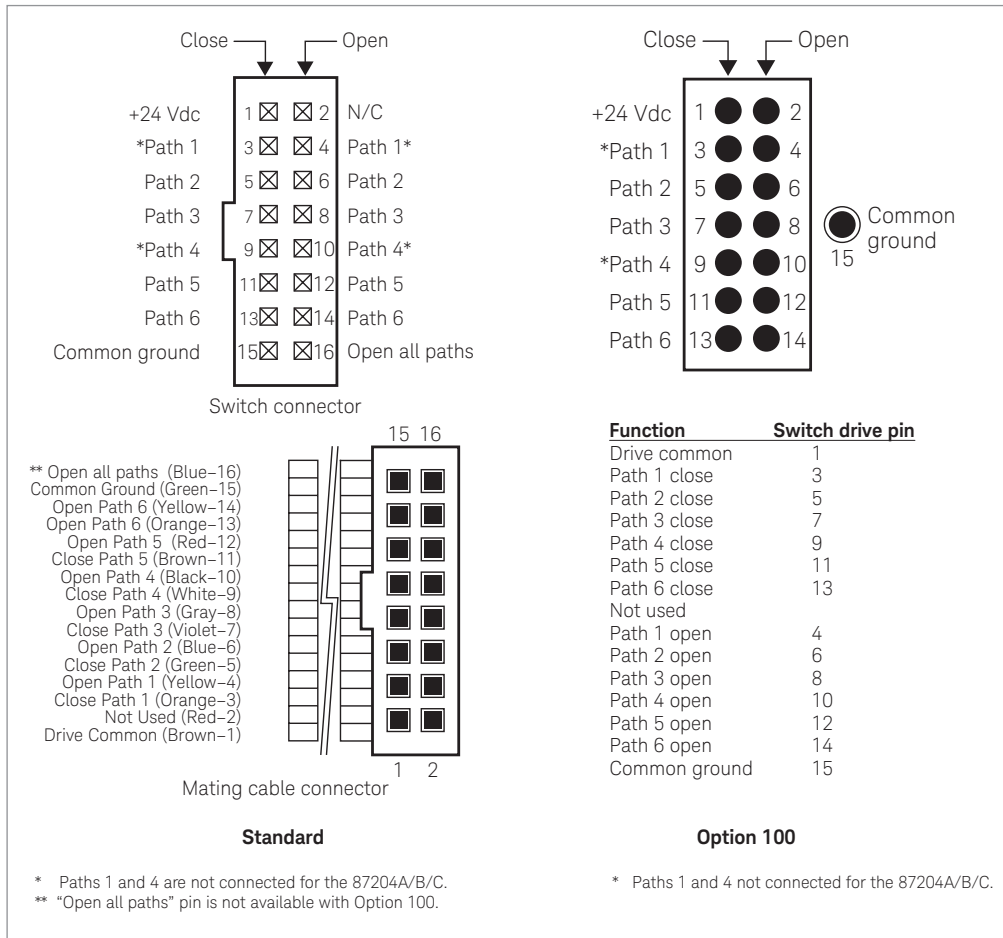 Close Open
+24 Vdc 1 2 N/C
*Path 1 3 4 Path 1*
Path 2 5 6 Path 2
Path 3 7 8 Path 3
*Path 4 9 10 Path 4*
Path 5 11 12 Path 5
Path 6 13 14 Path 6
Common ground 15 16 Open all paths
Switch connector
15 16
** Open all paths (Blue–16)
Common Ground (Green–15)
Open Path 6 (Yellow–14)
Open Path 6 (Orange–13)
Open Path 5 (Red–12)
Close Path 5 (Brown–11)
Open Path 4 (Black–10)
Close Path 4 (White–9)
Open Path 3 (Gray–8)
Close Path 3 (Violet–7)
Open Path 2 (Blue–6)
Close Path 2 (Green–5)
Open Path 1 (Yellow–4)
Close Path 1 (Orange–3)
Not Used (Red–2)
Drive Common (Brown–1)
1 2
Mating cable connector
Standard
* Paths 1 and 4 are not connected for the 87204A/B/C.
** “Open all paths” pin is not available with Option 100.
Close Open
+24 Vdc 1 2
*Path 1 3 4
Path 2 5 6
Path 3 7 8
*Path 4 9 10
Path 5 11 12
Path 6 13 14
Common
ground
15
Function Switch drive pin
Drive common 1
Path 1 close 3
Path 2 close 5
Path 3 close 7
Path 4 close 9
Path 5 close 11
Path 6 close 13
Not used
Path 1 open 4
Path 2 open 6
Path 3 open 8
Path 4 open 10
Path 5 open 12
Path 6 open 14
Common ground 15
Option 100
* Paths 1 and 4 not connected for the 87204A/B/C.